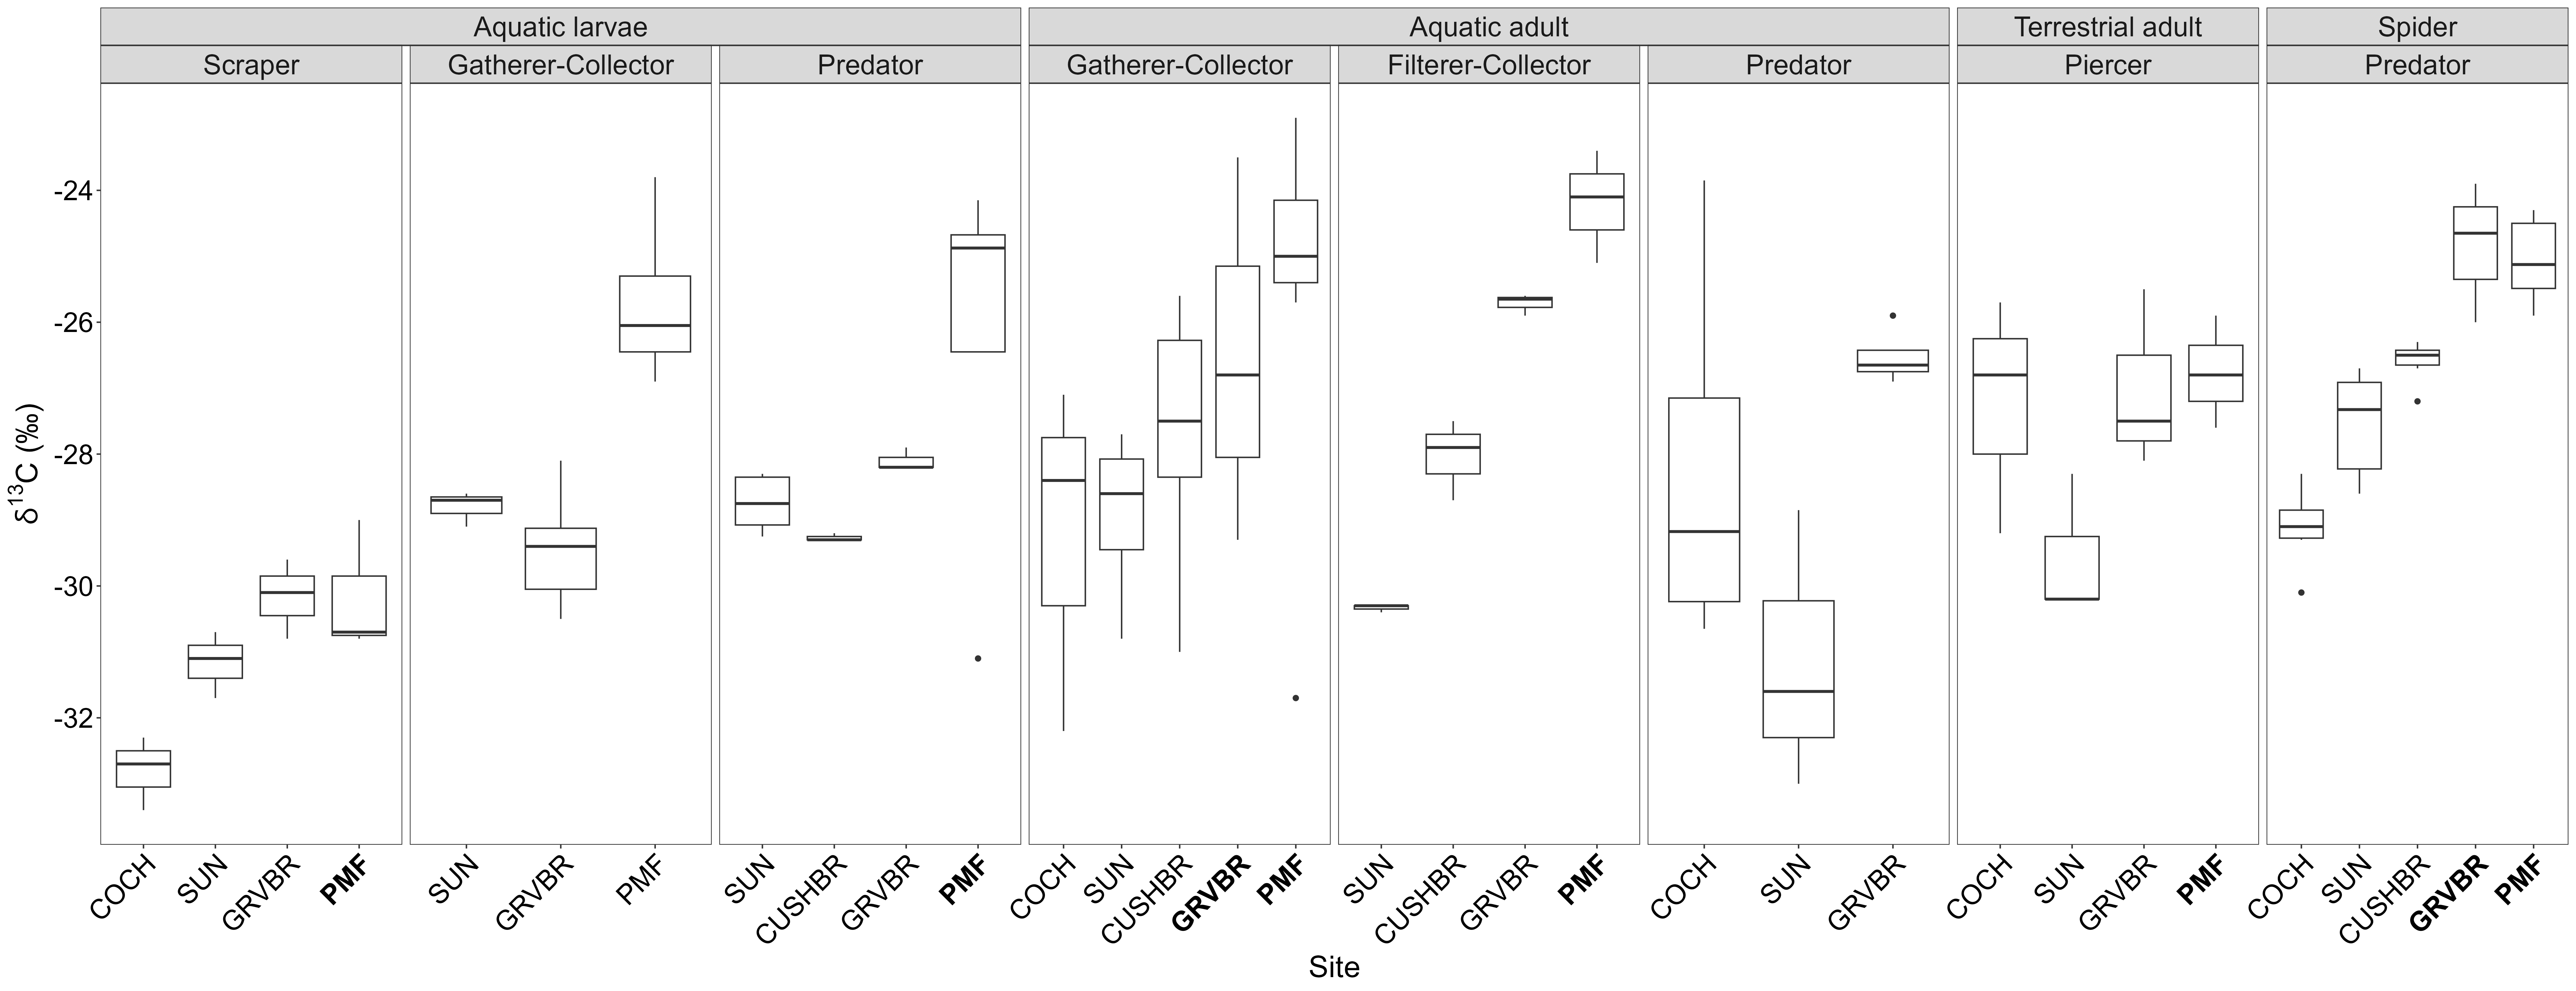 Aquatic larvae Aquatic adult Terrestrial adult Spider
Scraper Gatherer-Collector Predator Gatherer-Collector Filterer-Collector Predator Piercer Predator
-24
-26
-28
-30
-32
δ¹³C (‰)
COCH SUN GRVBR PMF SUN GRVBR PMF SUN CUSHBR GRVBR PMF COCH SUN CUSHBR GRVBR PMF SUN CUSHBR GRVBR PMF COCH SUN GRVBR COCH SUN GRVBR PMF COCH SUN CUSHBR GRVBR PMF
Site